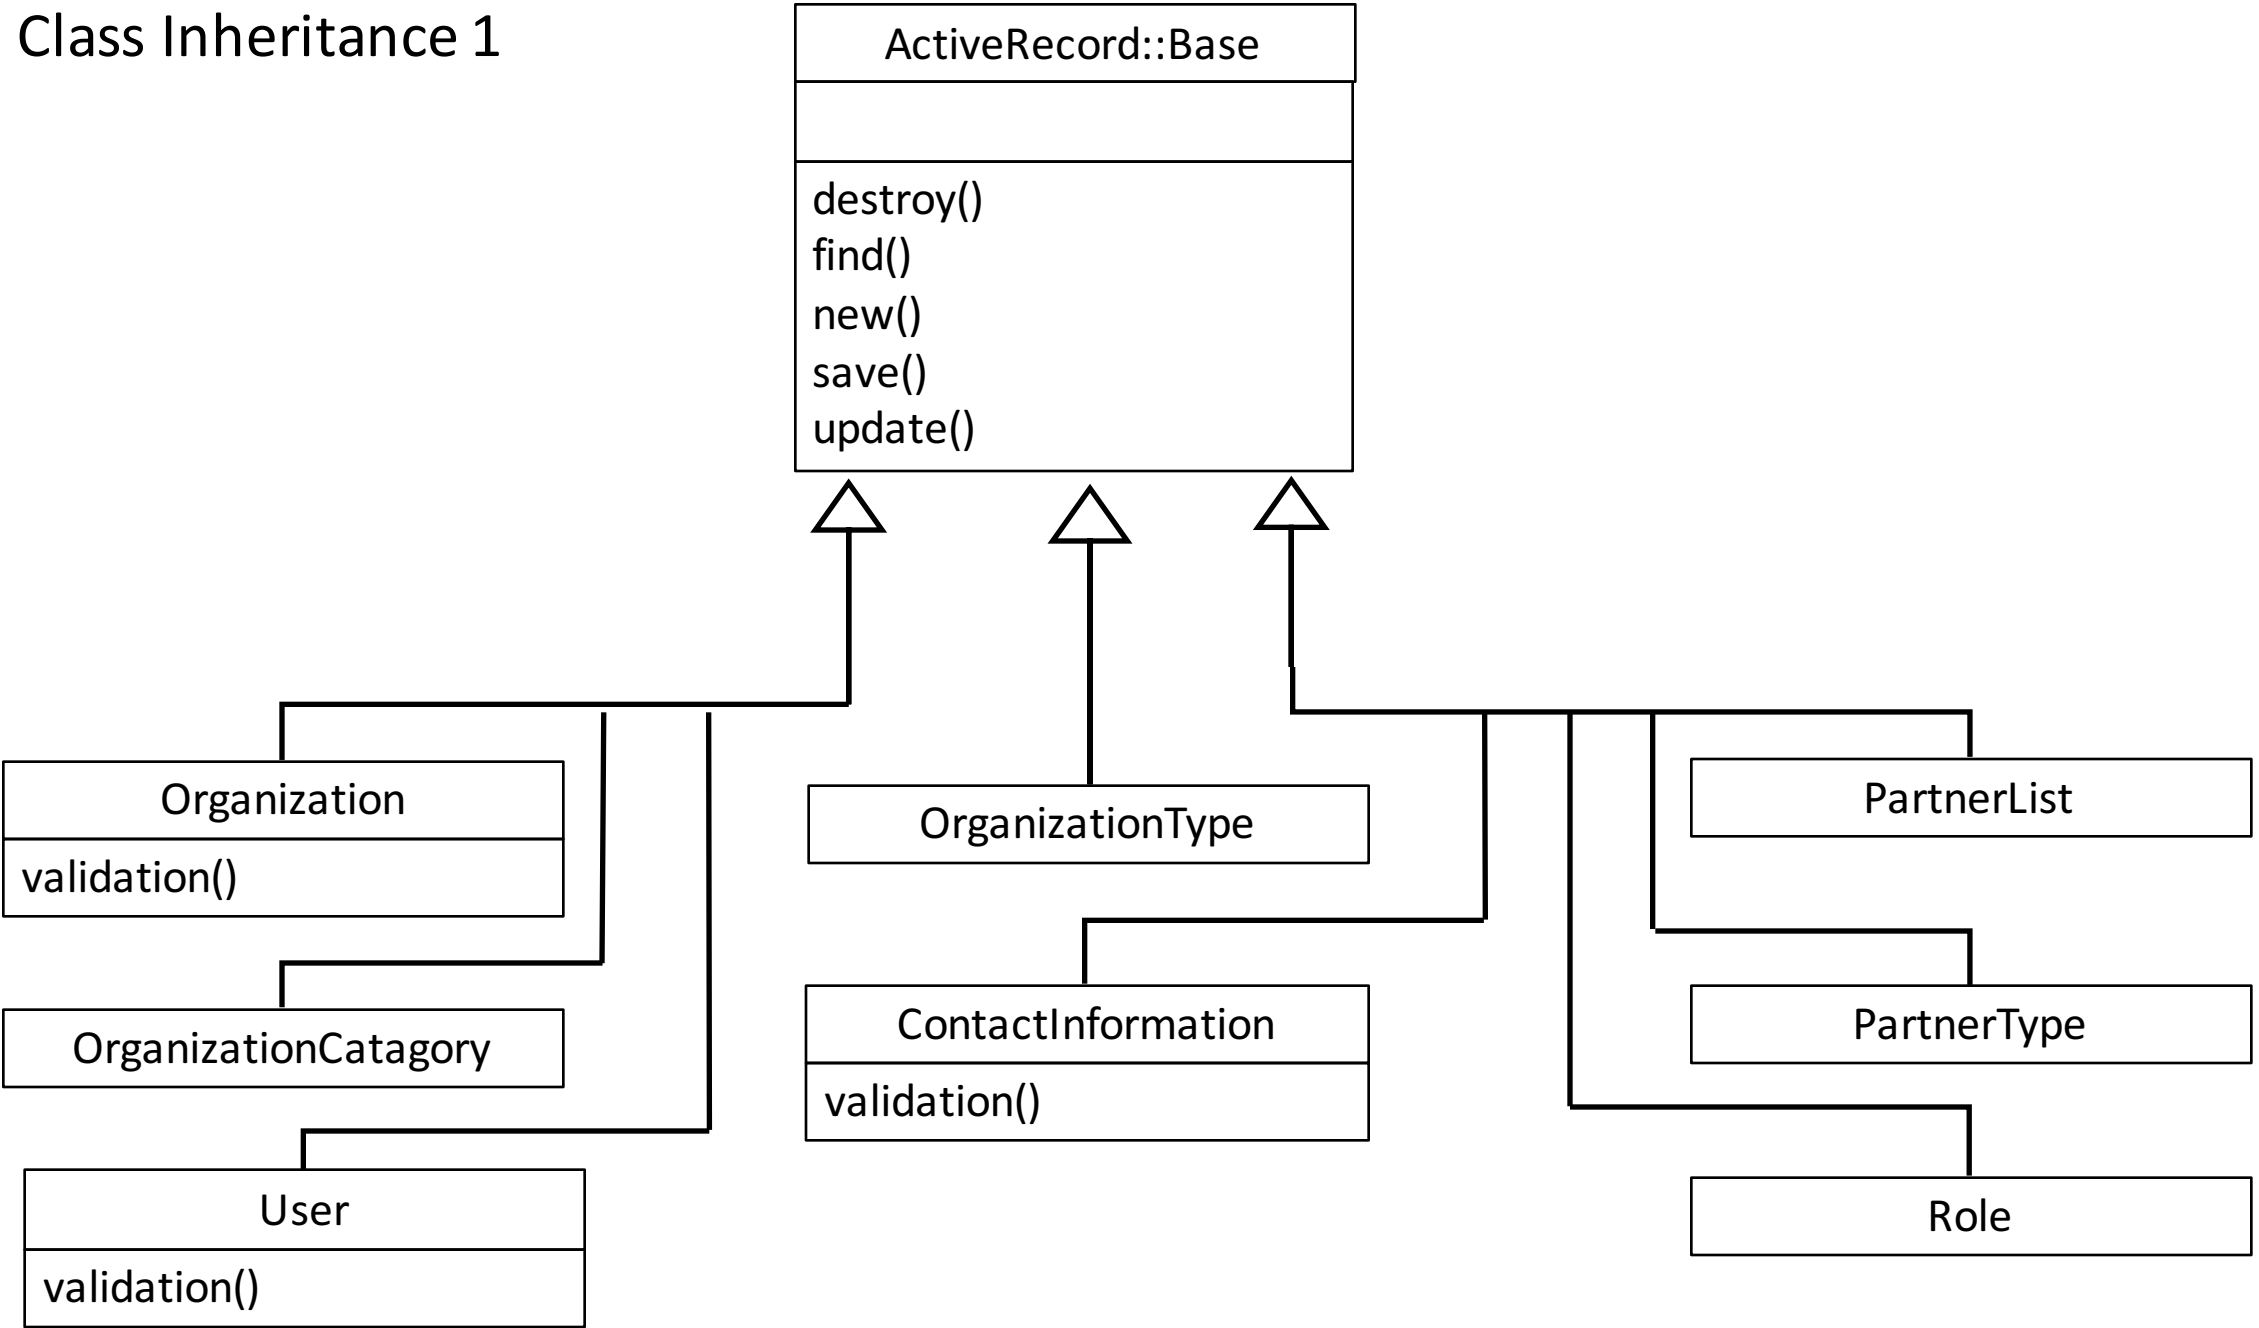 Class Inheritance 1
ActiveRecord::Base
destroy()
find()
new()
save()
update()
Organization
validation()
OrganizationType
PartnerList
OrganizationCatagory
ContactInformation
validation()
PartnerType
User
validation()
Role